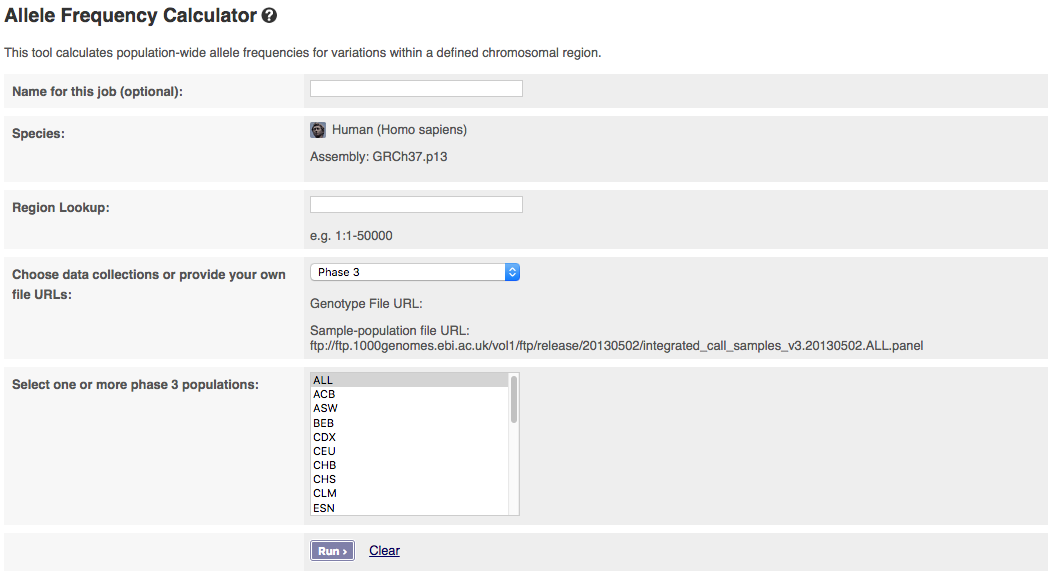 Allele Frequency Calculator
This tool calculates population-wide allele frequencies for variations within a defined chromosomal region.
Name for this job (optional):
Species:
Human (Homo sapiens)
Assembly: GRCh37.p13
Region Lookup:
e.g. 1:1-50000
Choose data collections or provide your own
file URLs:
Phase 3
Genotype File URL:
Sample-population file URL:
ftp://ftp.1000genomes.ebi.ac.uk/vol1/ftp/release/20130502/integrated_call_samples_v3.20130502.ALL.panel
Select one or more phase 3 populations:
ALL
ACB
ASW
BEB
CDX
CEU
CHB
CHS
CLM
ESN
Run ›
Clear